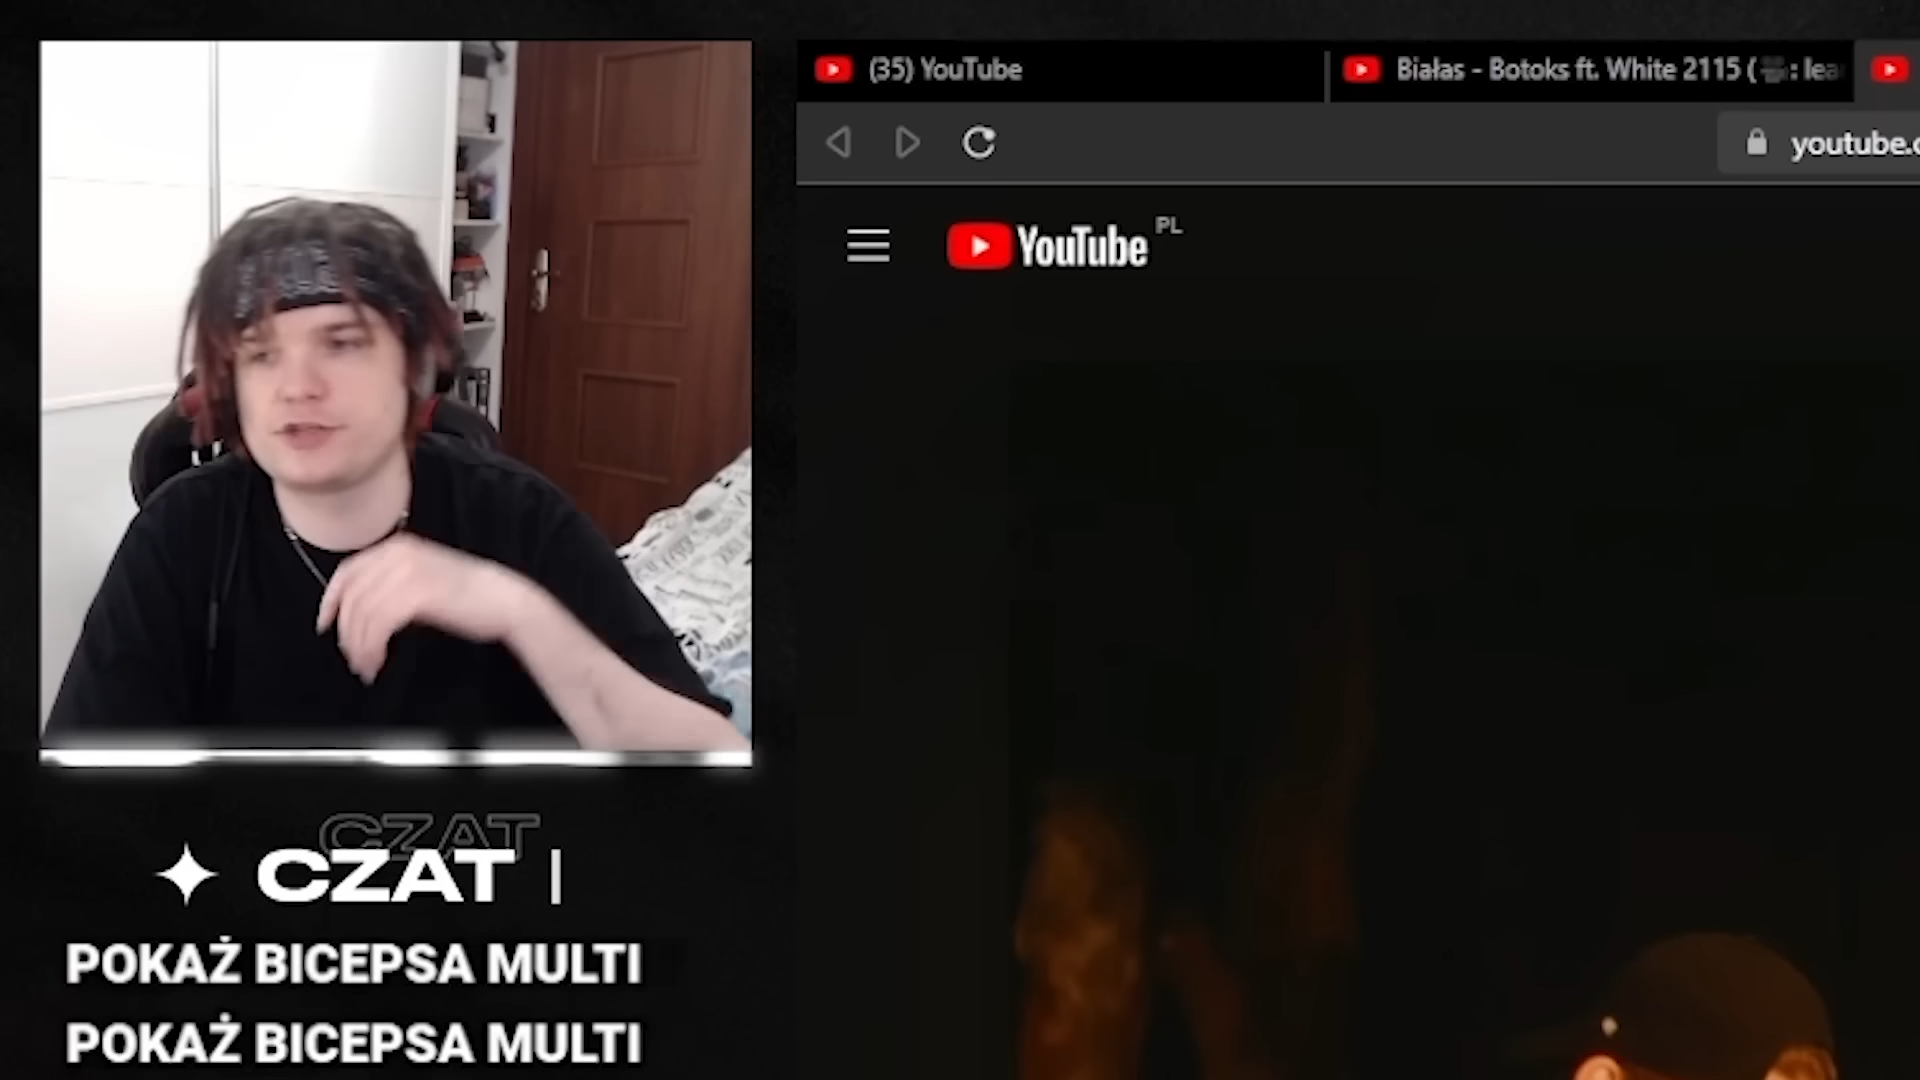 (35) YouTube
Białas - Botoks ft. White 2115 (
youtube.
YouTube PL
CZAT
CZAT |
POKAŻ BICEPSA MULTI
POKAŻ BICEPSA MULTI